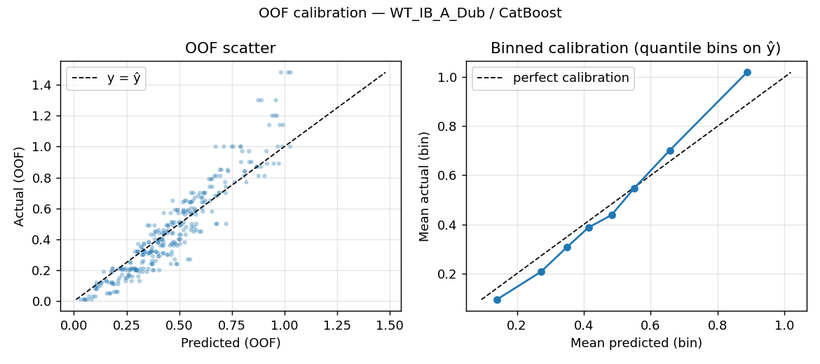 OOF calibration — WT_IB_A_Dub / CatBoost
OOF scatter
y = ŷ
1.4
1.2
1.0
0.8
0.6
0.4
0.2
0.0
Actual (OOF)
0.00 0.25 0.50 0.75 1.00 1.25 1.50
Predicted (OOF)
Binned calibration (quantile bins on ŷ)
perfect calibration
1.0
0.8
0.6
0.4
0.2
Mean actual (bin)
0.2 0.4 0.6 0.8 1.0
Mean predicted (bin)